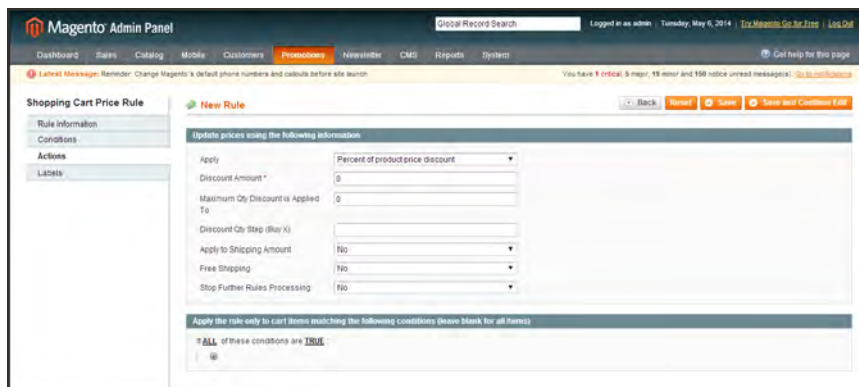 Magento Admin Panel
Global Record Search
Logged in as admin | Tuesday, May 6, 2014 | Try Magento Go for Free | Log Out
Dashboard Sales Catalog Mobile Customers Promotions Newsletter CMS Reports System
Get help for this page
Latest Message: Reminder: Change Magento's default phone numbers and callouts before site launch
You have 1 critical, 5 major, 19 minor and 150 notice unread message(s). Go to notifications
Shopping Cart Price Rule
Rule Information
Conditions
Actions
Labels
New Rule
Back Reset Save Save and Continue Edit
Update prices using the following information
Apply Percent of product price discount
Discount Amount * 0
Maximum Qty Discount is Applied To 0
Discount Qty Step (Buy X)
Apply to Shipping Amount No
Free Shipping No
Stop Further Rules Processing No
Apply the rule only to cart items matching the following conditions (leave blank for all items)
If ALL of these conditions are TRUE :